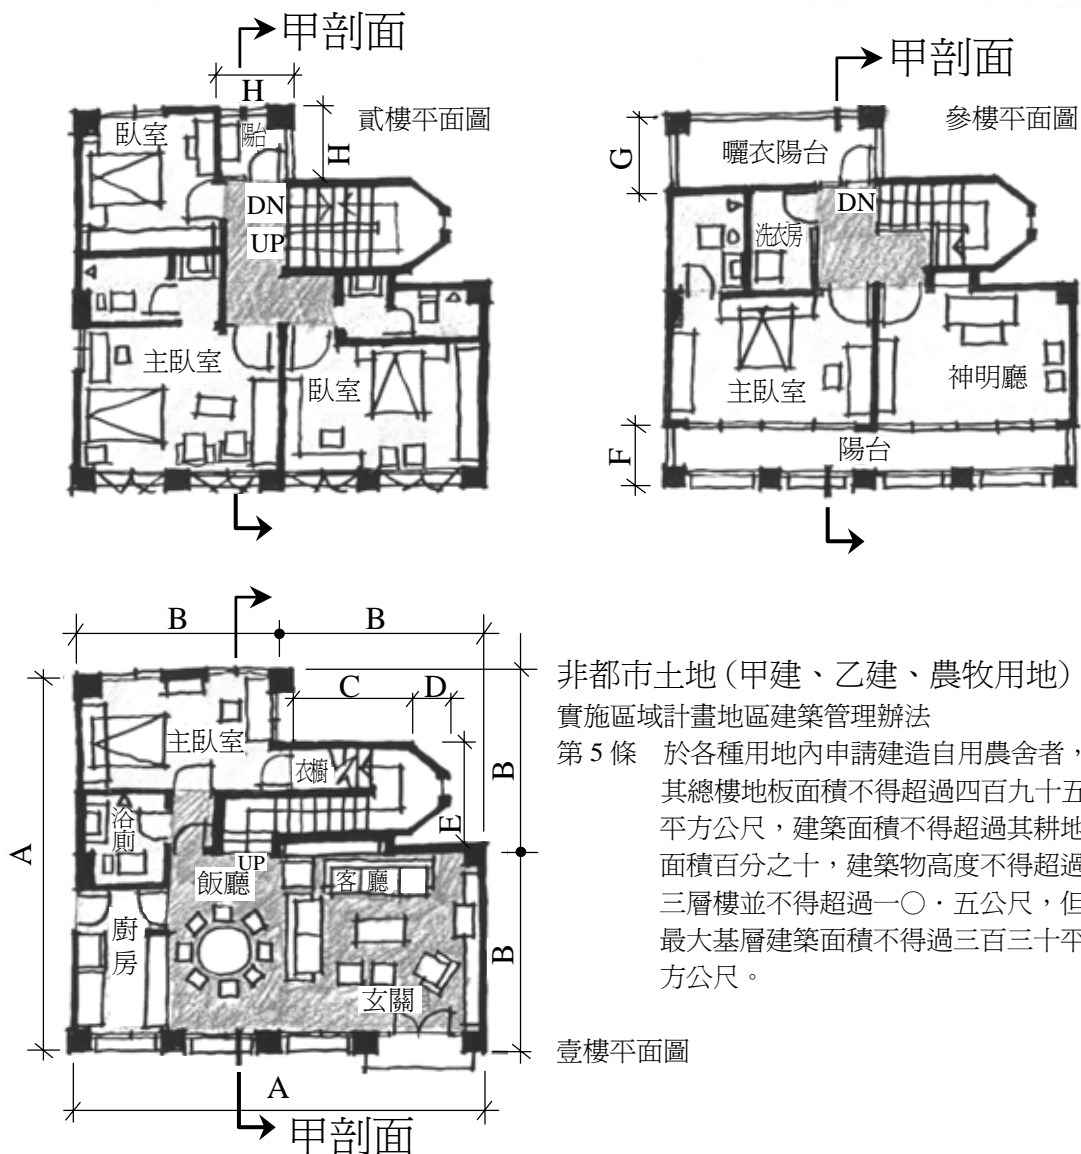 甲剖面
H
貳樓平面圖
臥室
陽台
H
DN
UP
主臥室
臥室
甲剖面
參樓平面圖
G
曬衣陽台
DN
洗衣房
主臥室
神明廳
F
陽台
B
B
C
D
主臥室
衣櫥
B
浴廁
E
UP
A
飯廳
客廳
廚房
B
玄關
A
甲剖面
非都市土地(甲建、乙建、農牧用地)
實施區域計畫地區建築管理辦法
第5條 於各種用地內申請建造自用農舍者,
其總樓地板面積不得超過四百九十五
平方公尺,建築面積不得超過其耕地
面積百分之十,建築物高度不得超過
三層樓並不得超過一○.五公尺,但
最大基層建築面積不得過三百三十平
方公尺。
壹樓平面圖